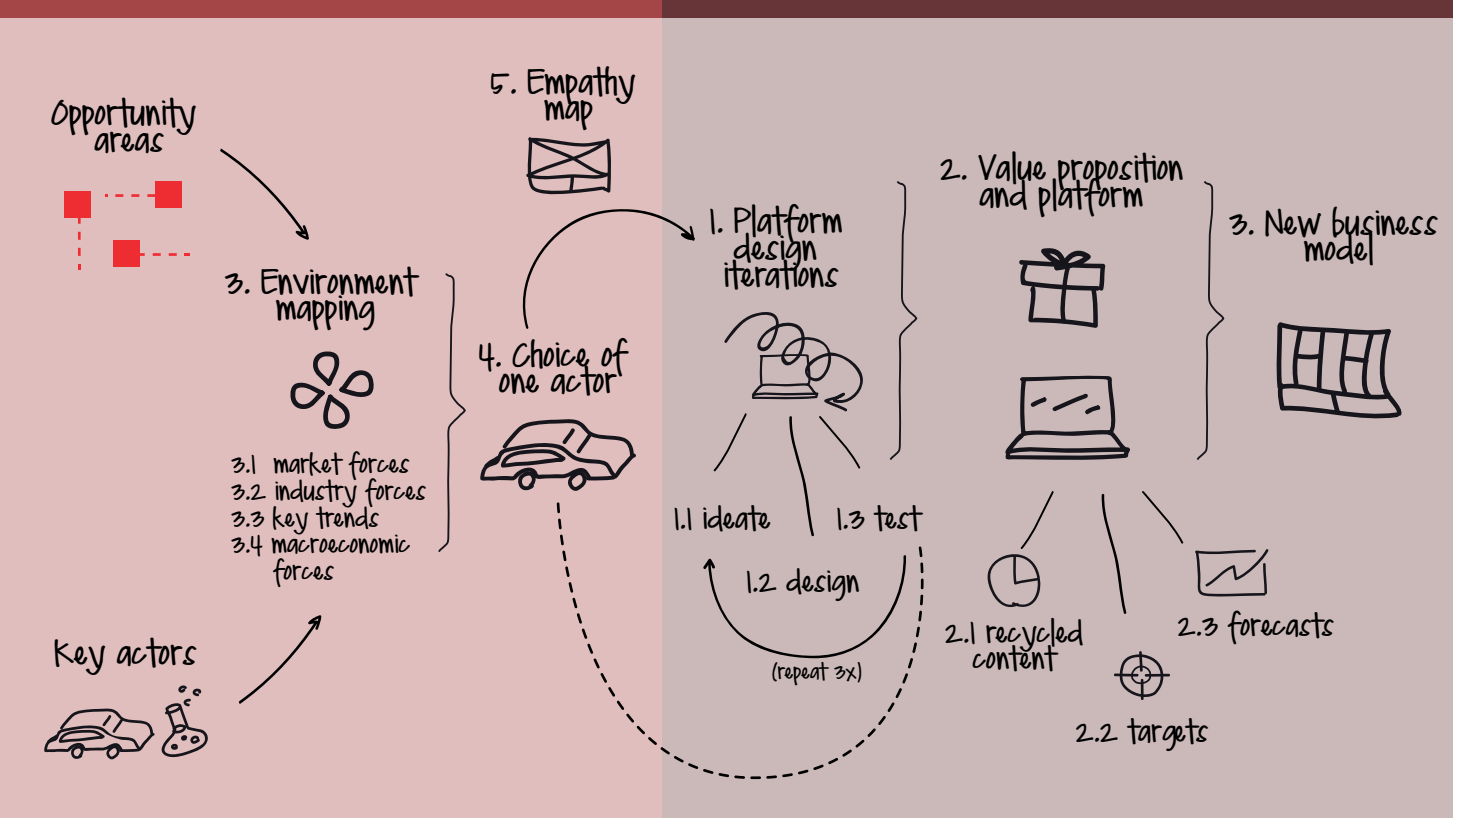 Opportunity
areas
3. Environment
mapping
3.1 market forces
3.2 industry forces
3.3 key trends
3.4 macroeconomic
forces
Key actors
5. Empathy
map
4. Choice of
one actor
1. Platform
design
iterations
1.1 ideate
1.2 design
1.3 test
(repeat 3x)
2. Value proposition
and platform
2.1 recycled
content
2.2 targets
2.3 forecasts
3. New business
model